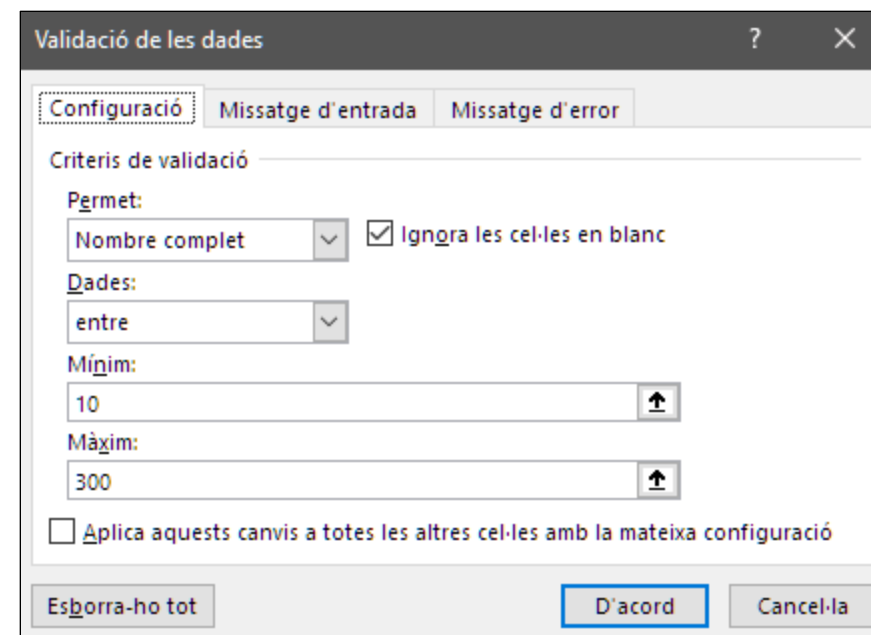 Validació de les dades ?
Configuració Missatge d'entrada Missatge d'error
Criteris de validació
Permet:
Nombre complet Ignora les cel·les en blanc
Dades:
entre
Mínim:
10
Màxim:
300
Aplica aquests canvis a totes les altres cel·les amb la mateixa configuració
Esborra-ho tot D'acord Cancel·la